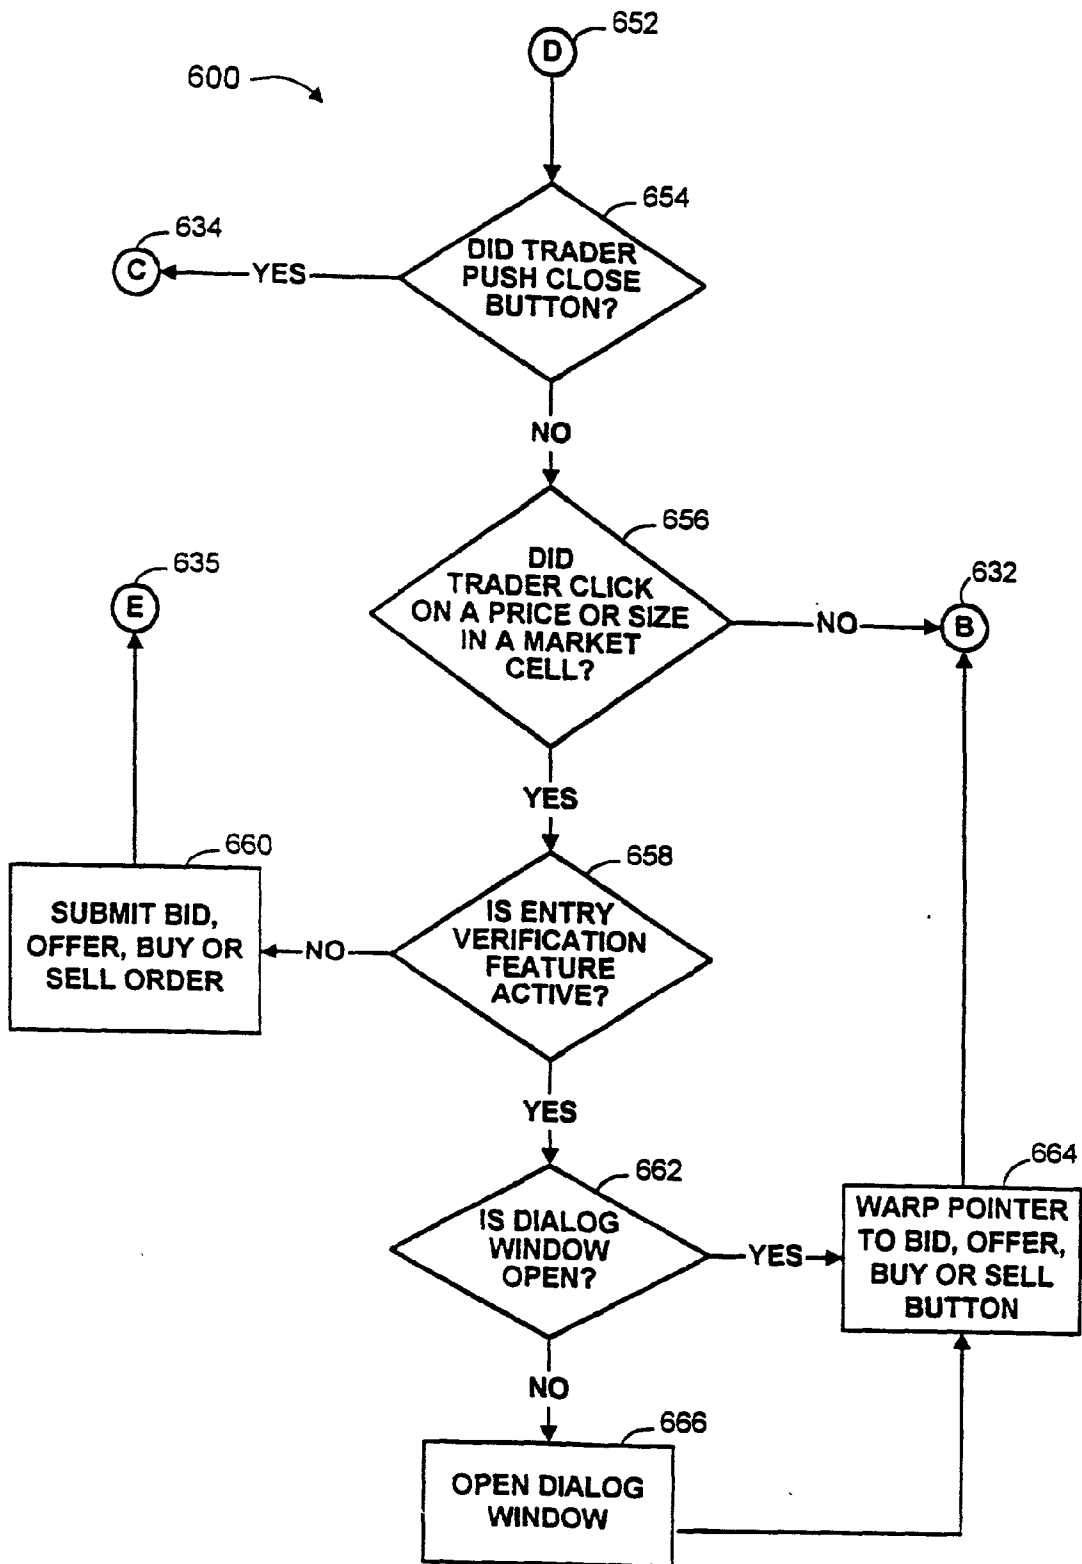 652
D
600
654
DID TRADER
PUSH CLOSE
BUTTON?
634
C
YES
NO
656
DID
TRADER CLICK
ON A PRICE OR SIZE
IN A MARKET
CELL?
635
E
632
B
NO
YES
660
SUBMIT BID,
OFFER, BUY OR
SELL ORDER
NO
658
IS ENTRY
VERIFICATION
FEATURE
ACTIVE?
YES
662
IS DIALOG
WINDOW
OPEN?
YES
664
WARP POINTER
TO BID, OFFER,
BUY OR SELL
BUTTON
NO
666
OPEN DIALOG
WINDOW